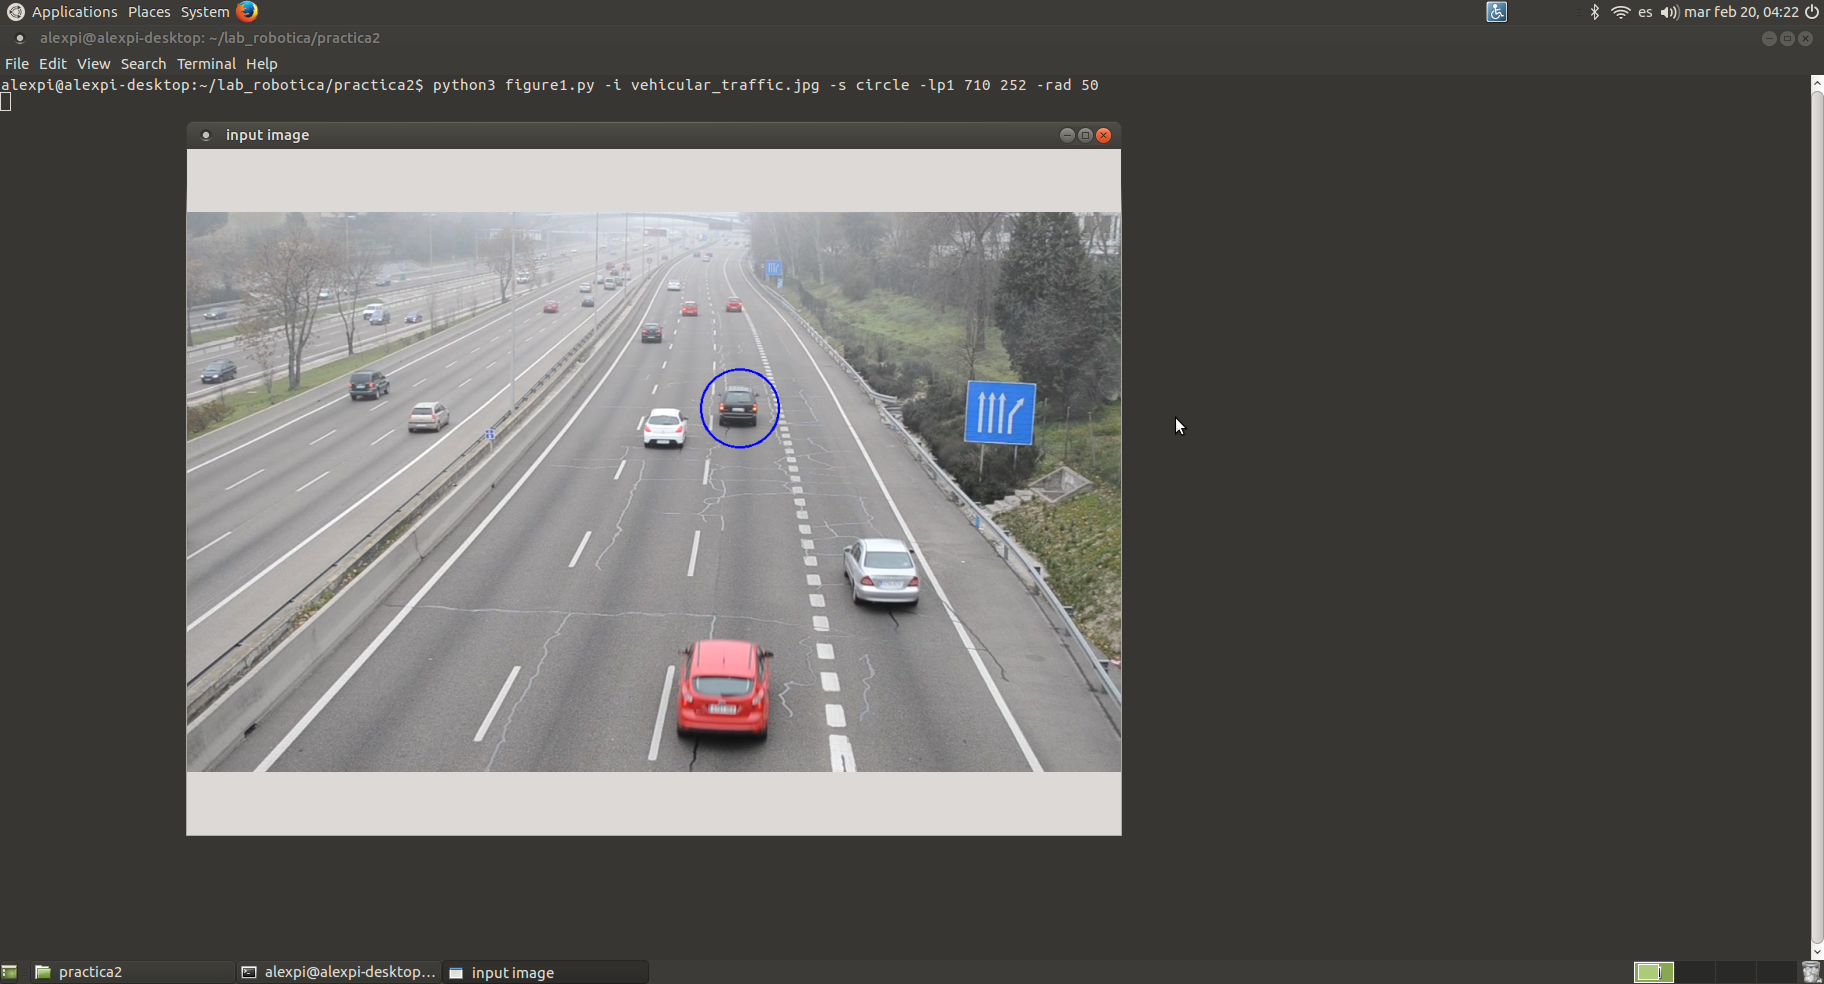 Applications Places System
es mar feb 20, 04:22
alexpi@alexpi-desktop: ~/lab_robotica/practica2
File Edit View Search Terminal Help
alexpi@alexpi-desktop:~/lab_robotica/practica2$ python3 figure1.py -i vehicular_traffic.jpg -s circle -lp1 710 252 -rad 50
input image
practica2
alexpi@alexpi-desktop...
input image